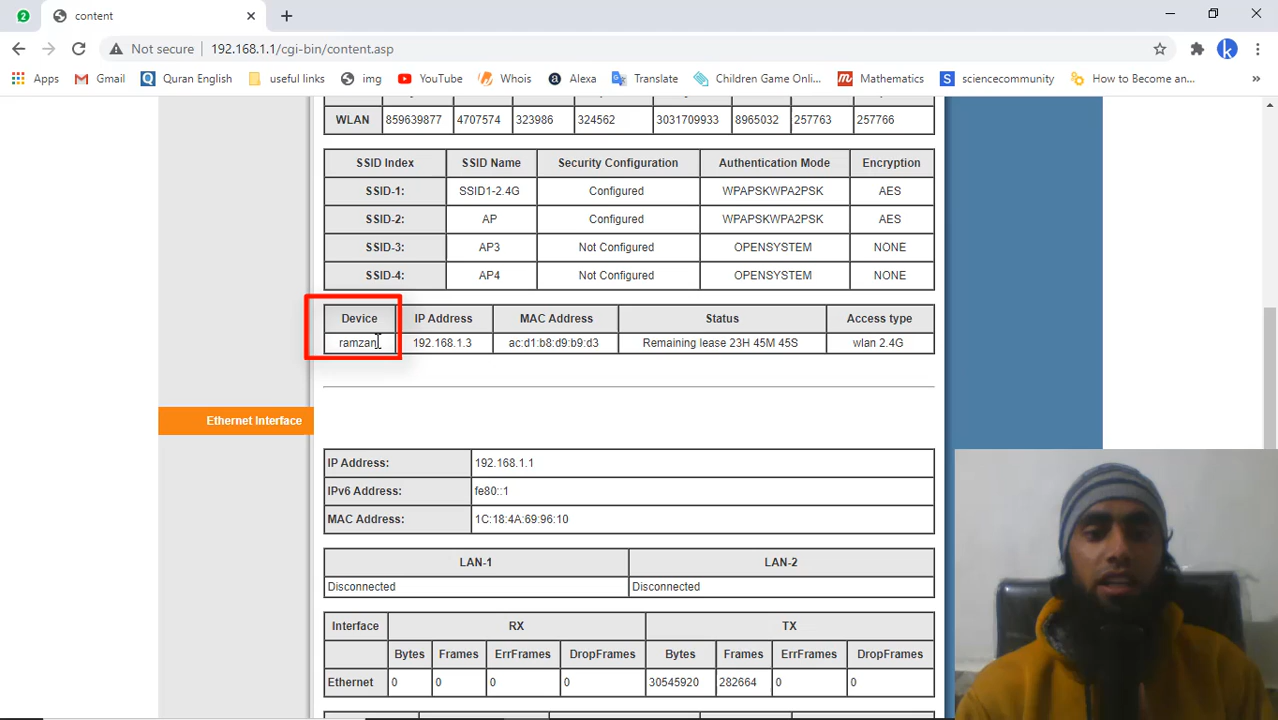 2
content
Not secure 192.168.1.1/cgi-bin/content.asp
Apps Gmail Quran English useful links img YouTube Whois Alexa Translate Children Game Onli... Mathematics sciencecommunity How to Become an... »
WLAN 859639877 4707574 323986 324562 3031709933 8965032 257763 257766
SSID Index SSID Name Security Configuration Authentication Mode Encryption
SSID-1: SSID1-2.4G Configured WPAPSKWPA2PSK AES
SSID-2: AP Configured WPAPSKWPA2PSK AES
SSID-3: AP3 Not Configured OPENSYSTEM NONE
SSID-4: AP4 Not Configured OPENSYSTEM NONE
Device IP Address MAC Address Status Access type
ramzan 192.168.1.3 ac:d1:b8:d9:b9:d3 Remaining lease 23H 45M 45S wlan 2.4G
Ethernet Interface
IP Address: 192.168.1.1
IPv6 Address: fe80::1
MAC Address: 1C:18:4A:69:96:10
LAN-1 LAN-2
Disconnected Disconnected
Interface RX TX
Bytes Frames ErrFrames DropFrames Bytes Frames ErrFrames DropFrames
Ethernet 0 0 0 0 30545920 282664 0 0